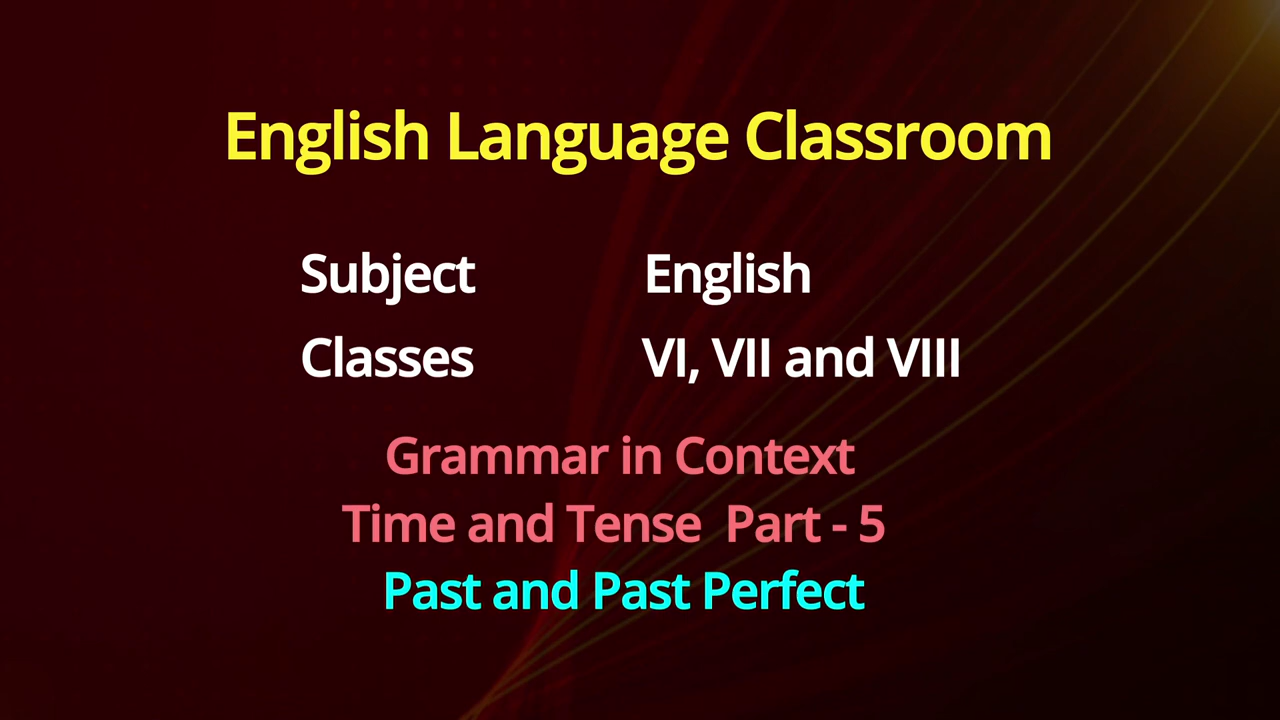 English Language Classroom
Subject English
Classes VI, VII and VIII
Grammar in Context
Time and Tense Part - 5
Past and Past Perfect